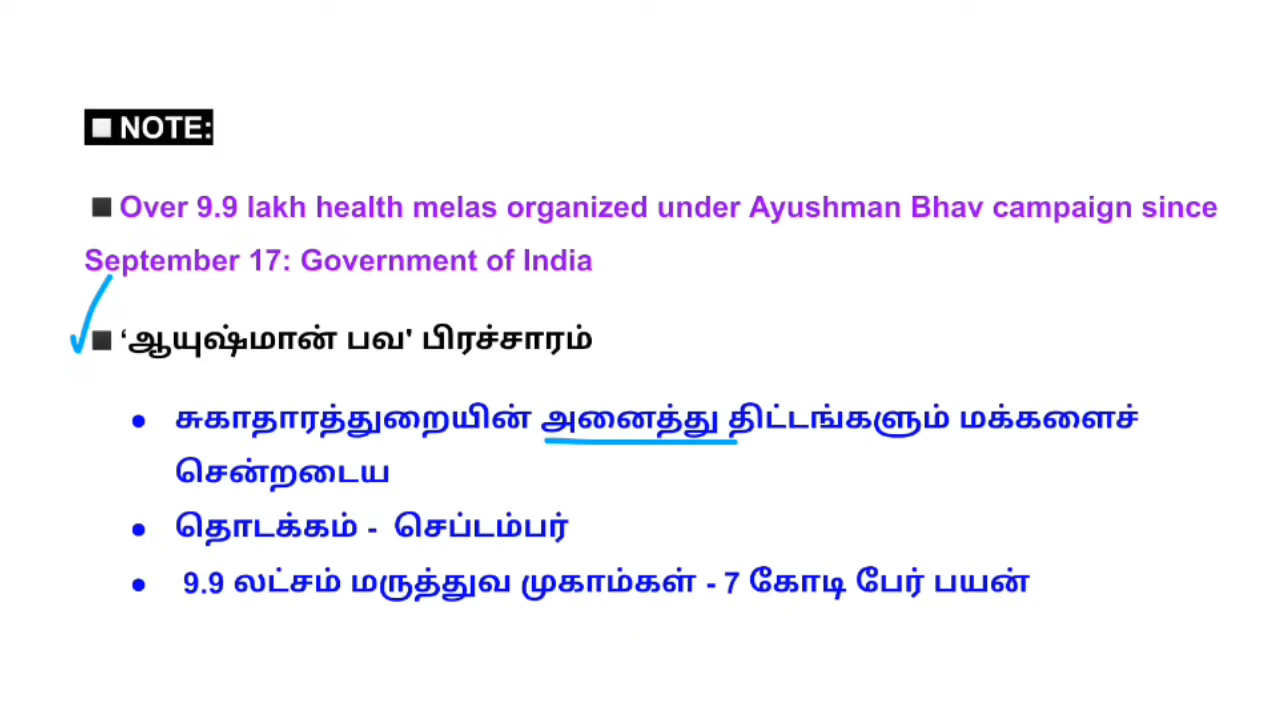 NOTE:
Over 9.9 lakh health melas organized under Ayushman Bhav campaign since
September 17: Government of India
‘ஆயுஷ்மான் பவ' பிரச்சாரம்
சுகாதாரத்துறையின் அனைத்து திட்டங்களும் மக்களைச்
சென்றடைய
தொடக்கம் - செப்டம்பர்
9.9 லட்சம் மருத்துவ முகாம்கள் - 7 கோடி பேர் பயன்